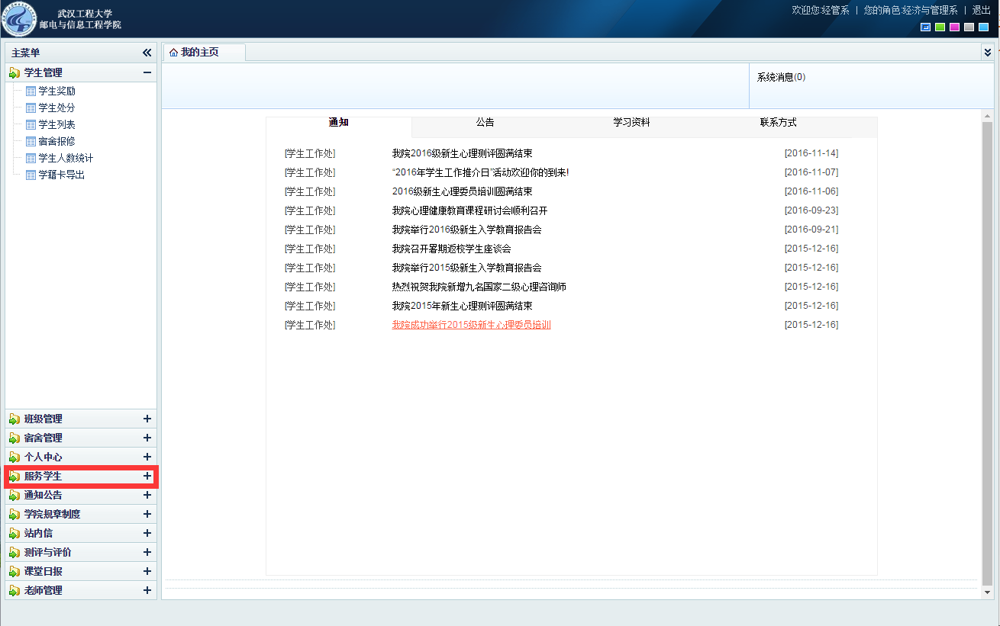 武汉工程大学
邮电与信息工程学院
欢迎您:经管系 | 您的角色:经济与管理系 | 退出
主菜单
我的主页
学生管理
学生奖励
学生处分
学生列表
宿舍报修
学生人数统计
学籍卡导出
班级管理
宿舍管理
个人中心
服务学生
通知公告
学院规章制度
站内信
测评与评价
课堂日报
老师管理
系统消息(0)
通知 公告 学习资料 联系方式
[学生工作处] 我院2016级新生心理测评圆满结束 [2016-11-14]
[学生工作处] “2016年学生工作推介日”活动欢迎你的到来! [2016-11-07]
[学生工作处] 2016级新生心理委员培训圆满结束 [2016-11-06]
[学生工作处] 我院心理健康教育课程研讨会顺利召开 [2016-09-23]
[学生工作处] 我院举行2016级新生入学教育报告会 [2016-09-21]
[学生工作处] 我院召开暑期返校学生座谈会 [2015-12-16]
[学生工作处] 我院举行2015级新生入学教育报告会 [2015-12-16]
[学生工作处] 热烈祝贺我院新增九名国家二级心理咨询师 [2015-12-16]
[学生工作处] 我院2015年新生心理测评圆满结束 [2015-12-16]
[学生工作处] 我院成功举行2015级新生心理委员培训 [2015-12-16]